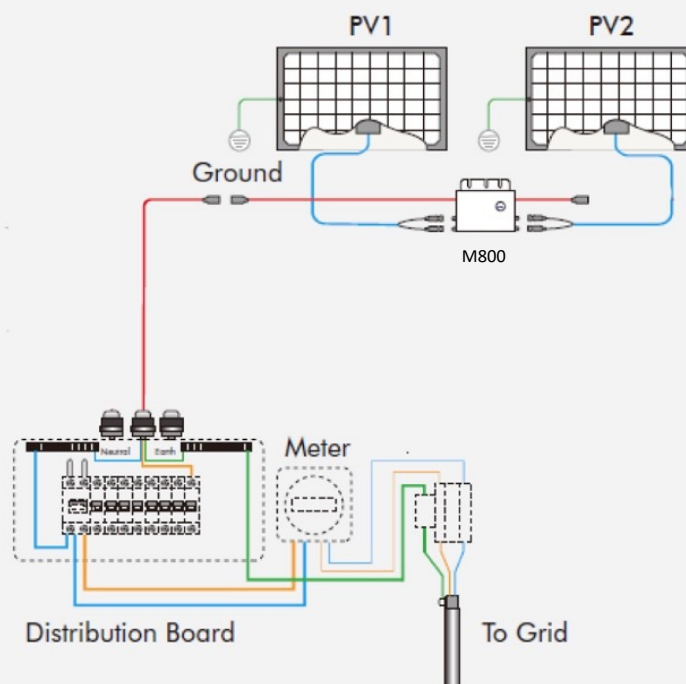 PV1
PV2
Ground
M800
Neutral
Earth
Meter
Distribution Board
To Grid